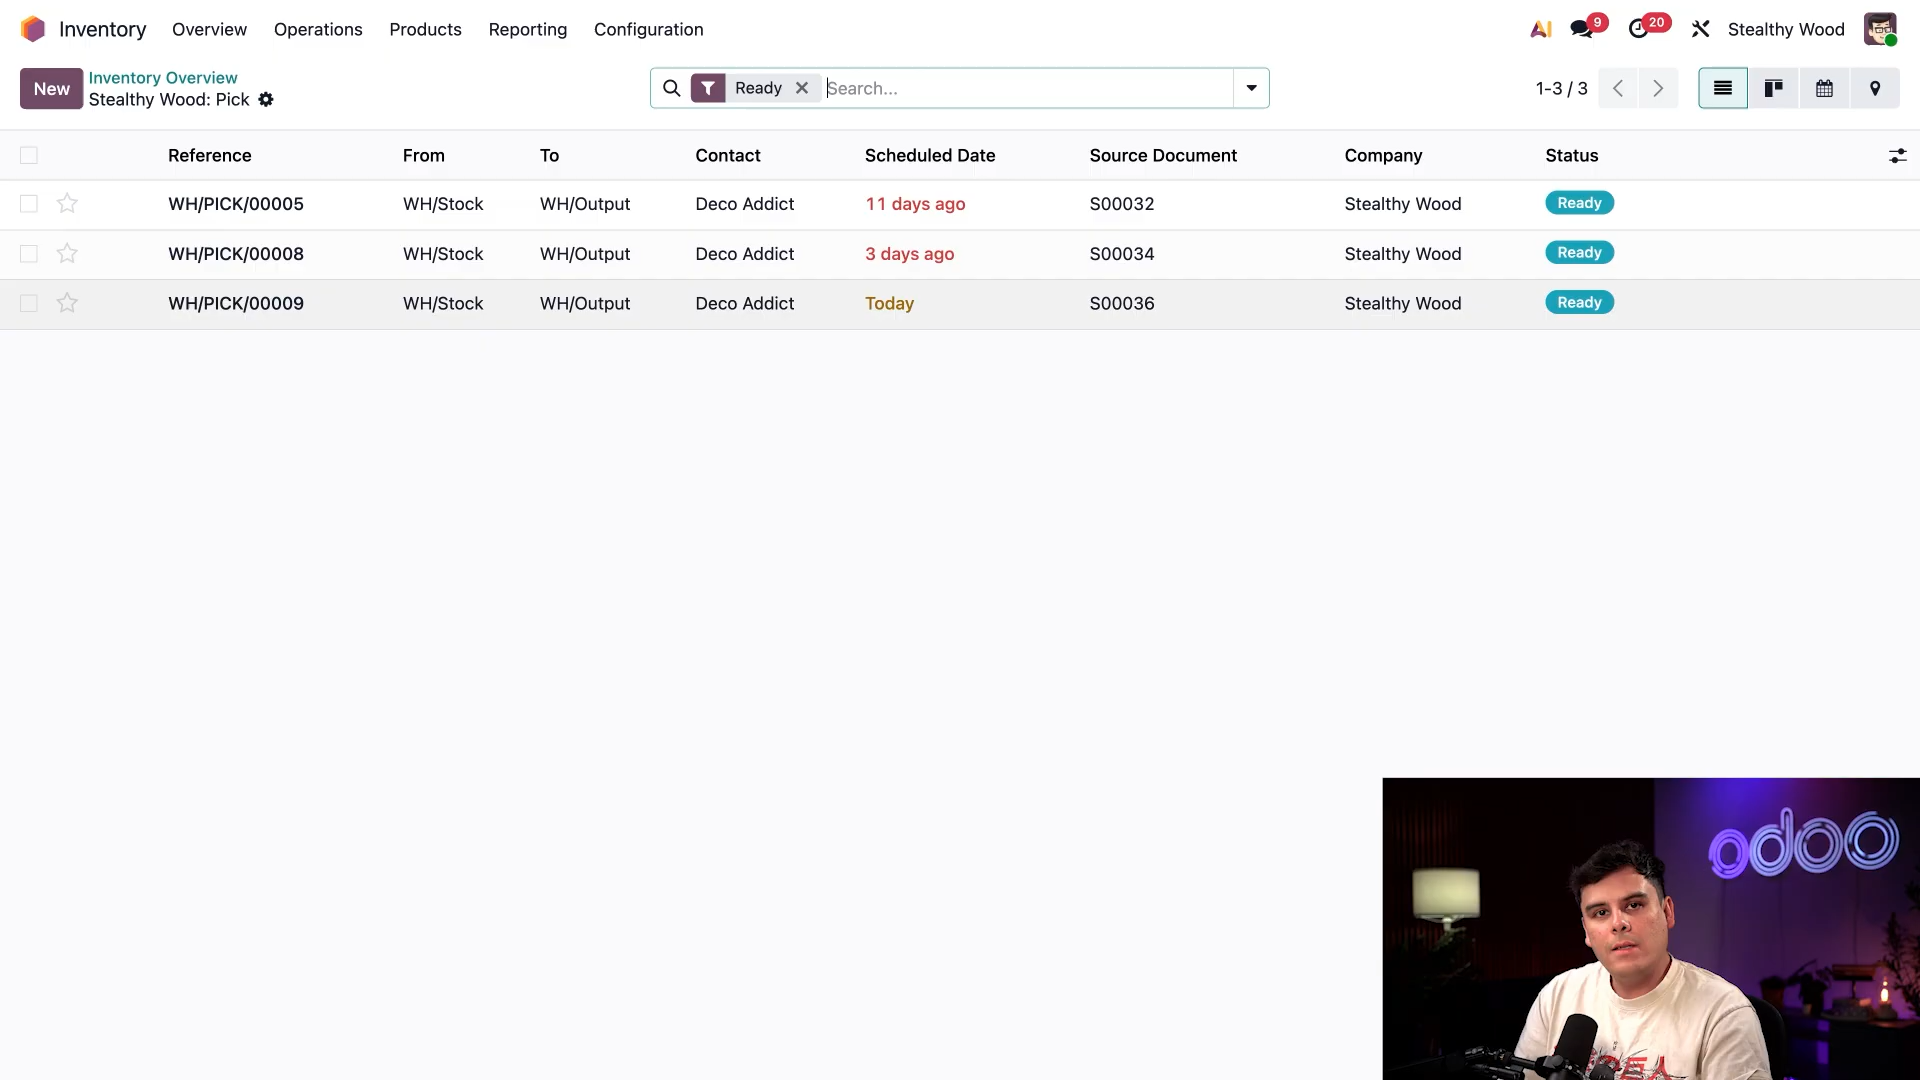 Inventory Overview Operations Products Reporting Configuration 9 20 Stealthy Wood
New Inventory Overview
Stealthy Wood: Pick
Ready Search...
1-3 / 3
Reference From To Contact Scheduled Date Source Document Company Status
WH/PICK/00005 WH/Stock WH/Output Deco Addict 11 days ago S00032 Stealthy Wood Ready
WH/PICK/00008 WH/Stock WH/Output Deco Addict 3 days ago S00034 Stealthy Wood Ready
WH/PICK/00009 WH/Stock WH/Output Deco Addict Today S00036 Stealthy Wood Ready
odoo